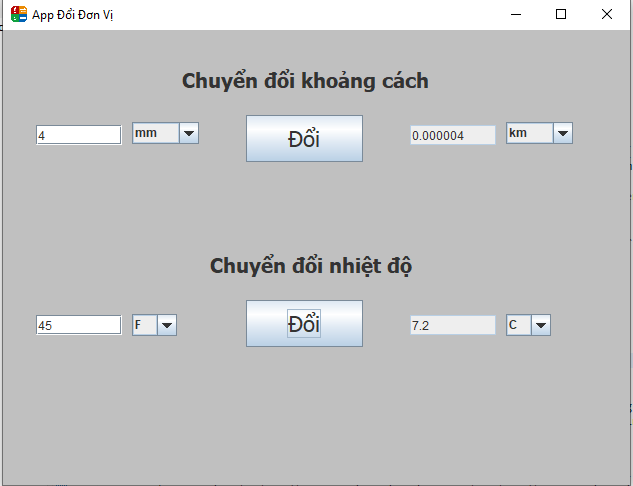 App Đổi Đơn Vị
Chuyển đổi khoảng cách
4 mm Đổi 0.000004 km
Chuyển đổi nhiệt độ
45 F Đổi 7.2 C